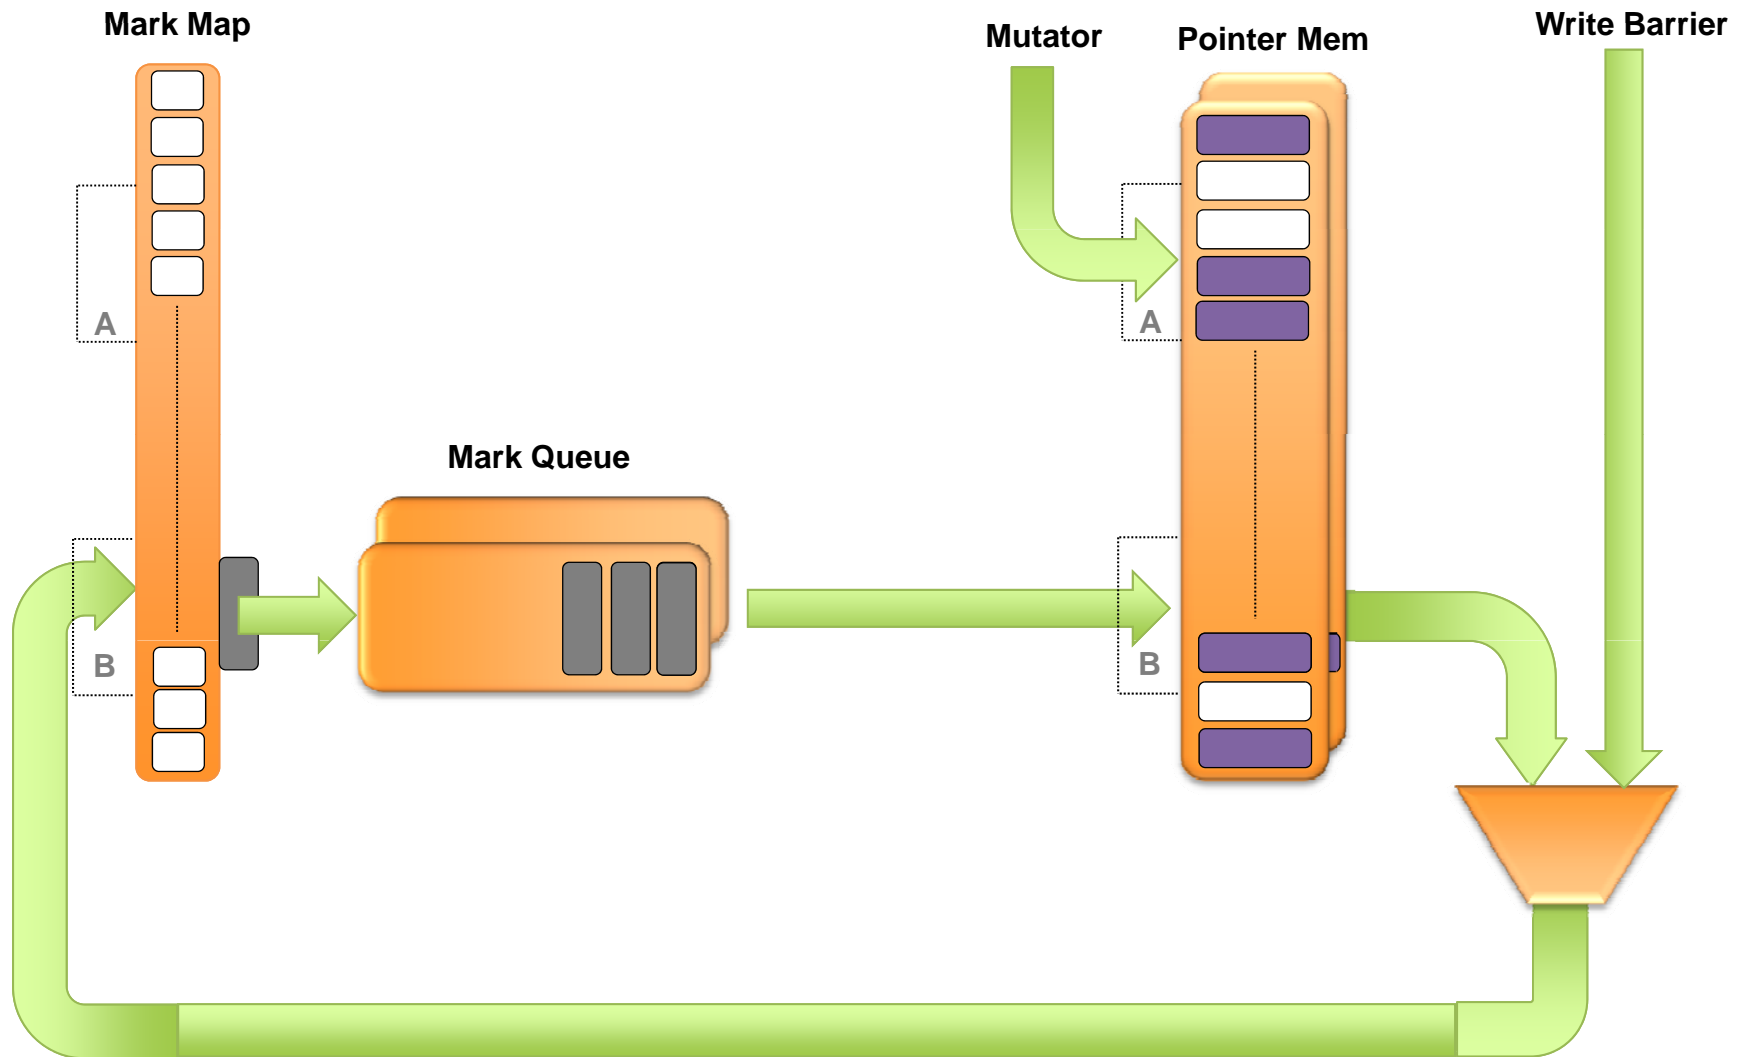 Mark Map
Mutator
Pointer Mem
Write Barrier
A
A
Mark Queue
B
B